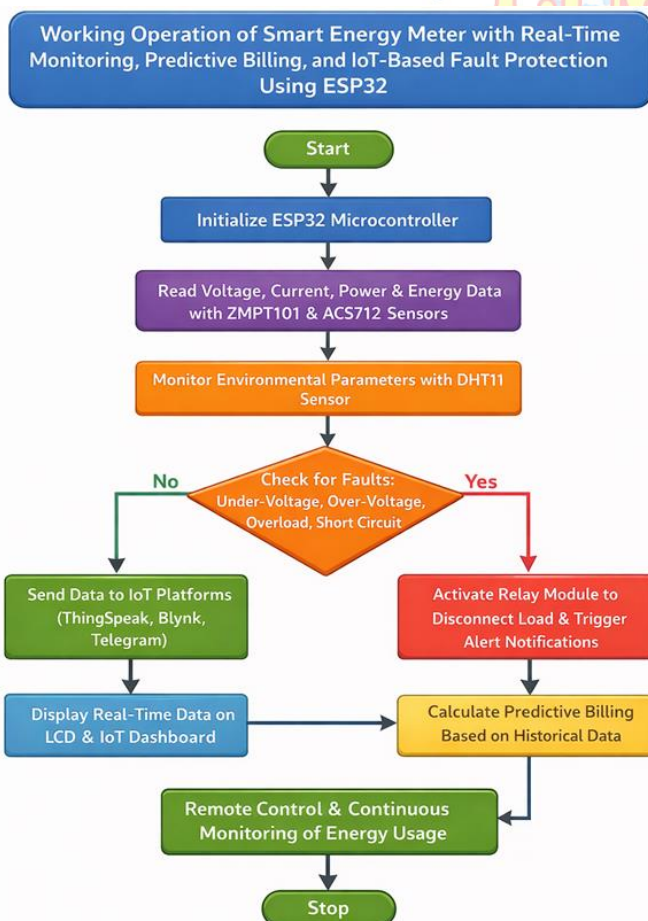 Working Operation of Smart Energy Meter with Real-Time
Monitoring, Predictive Billing, and IoT-Based Fault Protection
Using ESP32
Start
Initialize ESP32 Microcontroller
Read Voltage, Current, Power & Energy Data
with ZMPT101 & ACS712 Sensors
Monitor Environmental Parameters with DHT11
Sensor
Check for Faults:
Under-Voltage, Over-Voltage,
Overload, Short Circuit
No
Yes
Send Data to IoT Platforms
(ThingSpeak, Blynk,
Telegram)
Activate Relay Module to
Disconnect Load & Trigger
Alert Notifications
Display Real-Time Data on
LCD & IoT Dashboard
Calculate Predictive Billing
Based on Historical Data
Remote Control & Continuous
Monitoring of Energy Usage
Stop